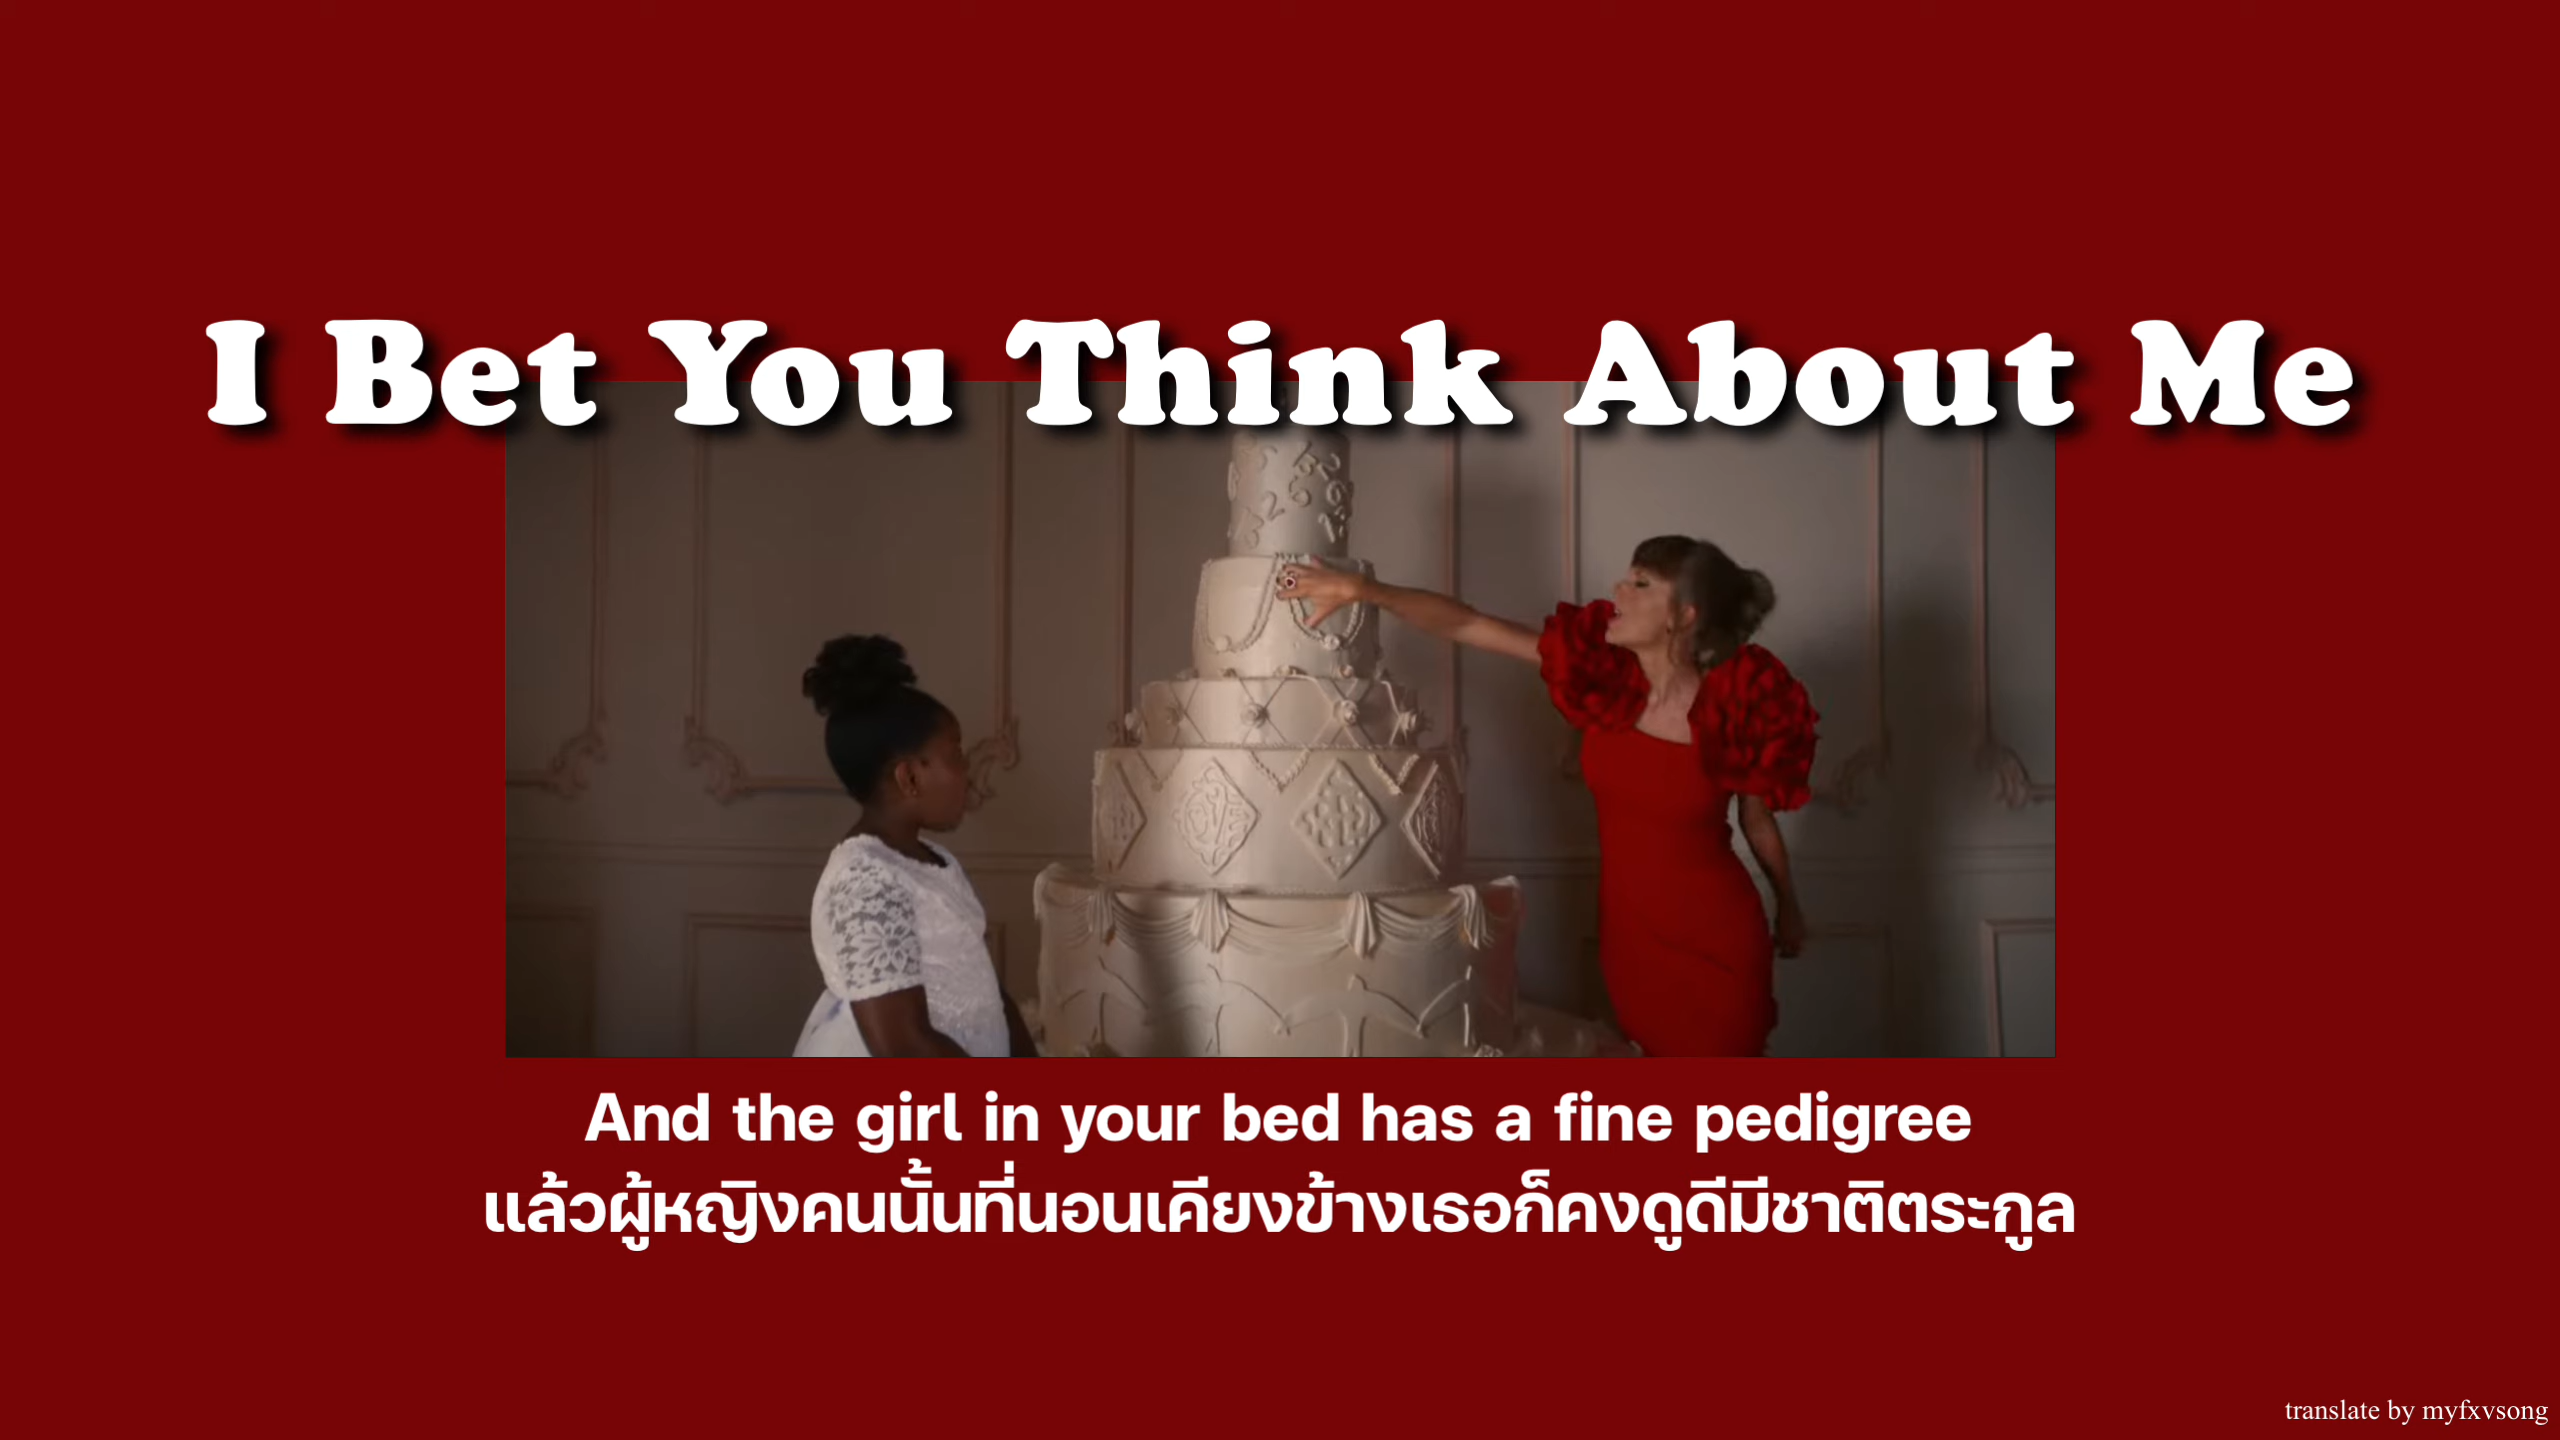 I Bet You Think About Me
And the girl in your bed has a fine pedigree
แล้วผู้หญิงคนนั้นที่นอนเคียงข้างเธอก็คงดูดีมีชาติตระกูล
translate by myfxvsong